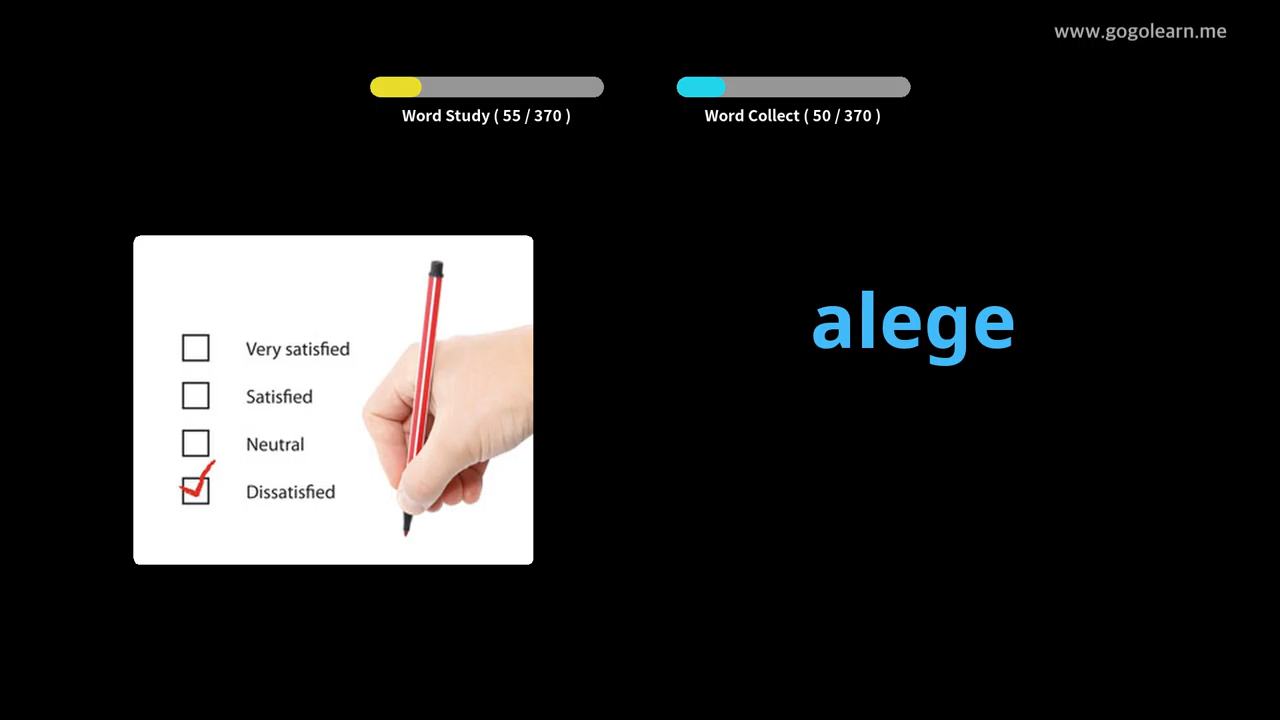 www.gogolearn.me
Word Study ( 55 / 370 )
Word Collect ( 50 / 370 )
Very satisfied
Satisfied
Neutral
Dissatisfied
alege